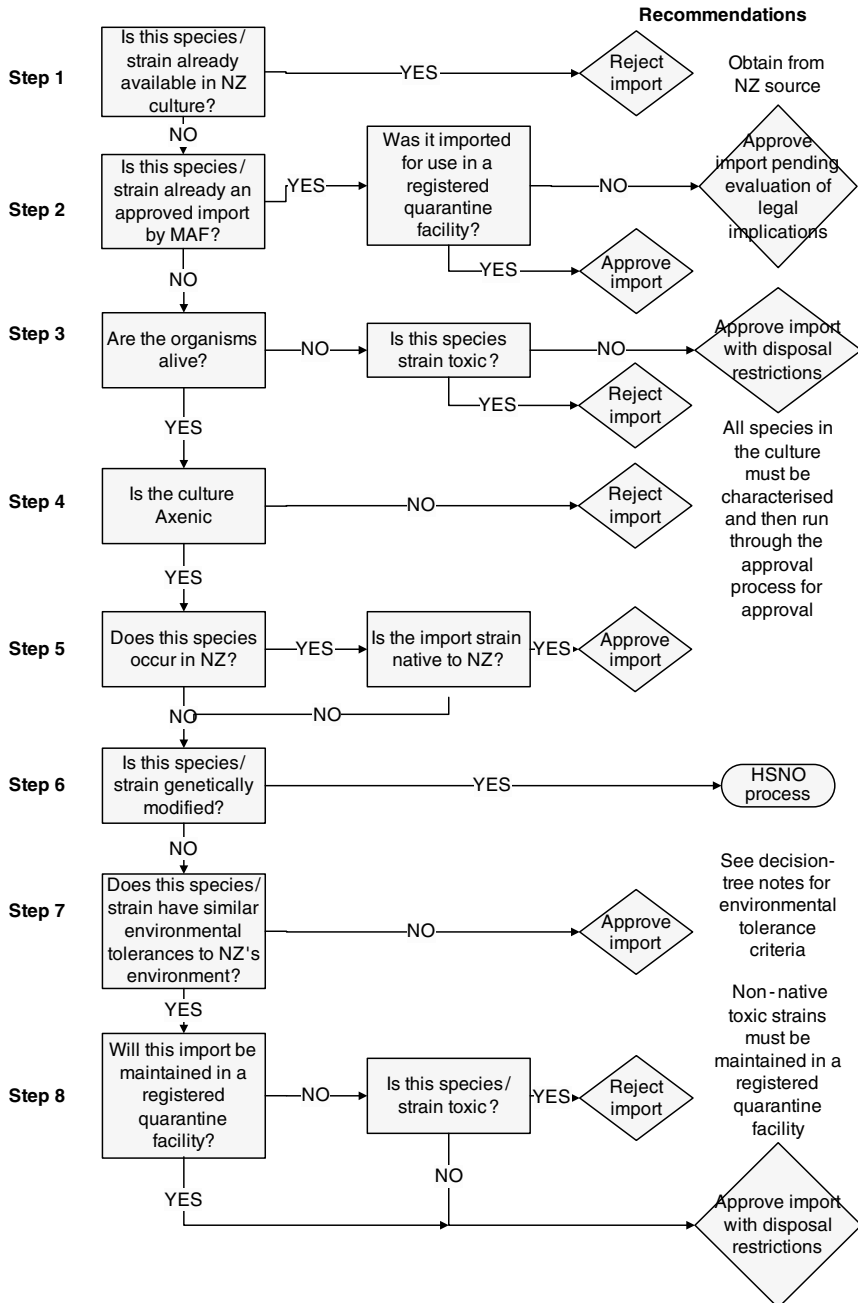 Recommendations
Step 1
Is this species/
strain already
available in NZ
culture?
YES
Reject
import
Obtain from
NZ source
NO
Step 2
Is this species/
strain already an
approved import
by MAF?
YES
Was it imported
for use in a
registered
quarantine
facility?
NO
Approve
import pending
evaluation of
legal
implications
YES
Approve
import
NO
Step 3
Are the organisms
alive?
NO
Is this species
strain toxic?
NO
Approve import
with disposal
restrictions
YES
Reject
import
YES
Step 4
Is the culture
Axenic
NO
Reject
import
All species in
the culture
must be
characterised
and then run
through the
approval
process for
approval
YES
Step 5
Does this species
occur in NZ?
YES
Is the import strain
native to NZ?
YES
Approve
import
NO
NO
Step 6
Is this species/
strain genetically
modified?
YES
HSNO
process
NO
Step 7
Does this species/
strain have similar
environmental
tolerances to NZ's
environment?
NO
Approve
import
See decision-
tree notes for
environmental
tolerance
criteria
YES
Step 8
Will this import be
maintained in a
registered
quarantine
facility?
NO
Is this species/
strain toxic?
YES
Reject
import
Non-native
toxic strains
must be
maintained in a
registered
quarantine
facility
NO
YES
Approve import
with disposal
restrictions